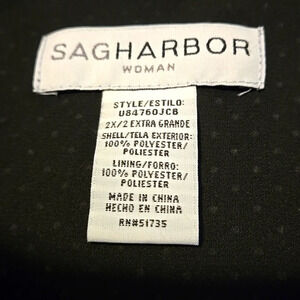 SAGHARBOR
WOMAN
STYLE/ESTILO:
U84760JCB
2X/2 EXTRA GRANDE
SHELL/TELA EXTERIOR:
100% POLYESTER/
POLIESTER
LINING/FORRO:
100% POLYESTER/
POLIESTER
MADE IN CHINA
HECHO EN CHINA
RN#51735